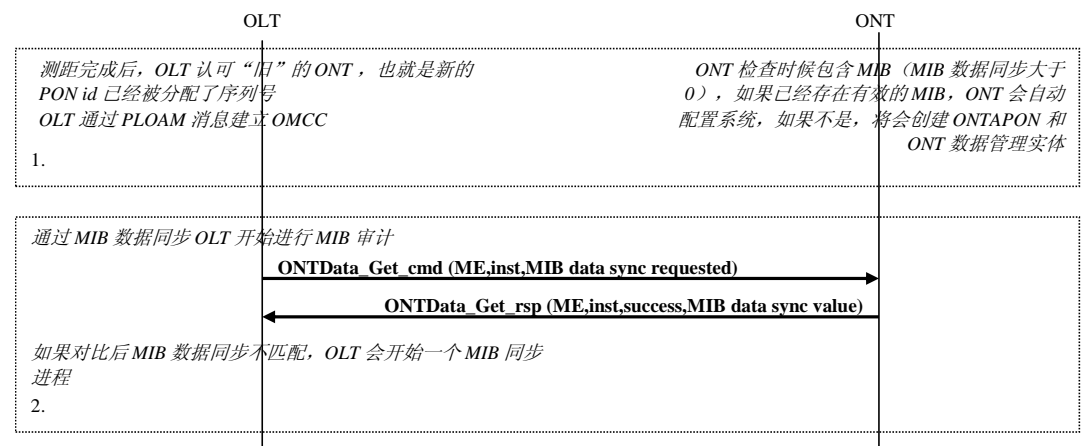 OLT
ONT
测距完成后，OLT 认可“旧”的 ONT ，也就是新的
PON id 已经被分配了序列号
OLT 通过 PLOAM 消息建立 OMCC
1.
ONT 检查时候包含 MIB（MIB 数据同步大于
0），如果已经存在有效的 MIB，ONT 会自动
配置系统，如果不是，将会创建 ONTAPON 和
ONT 数据管理实体
通过 MIB 数据同步 OLT 开始进行 MIB 审计
ONTData_Get_cmd (ME,inst,MIB data sync requested)
ONTData_Get_rsp (ME,inst,success,MIB data sync value)
如果对比后 MIB 数据同步不匹配，OLT 会开始一个 MIB 同步
进程
2.